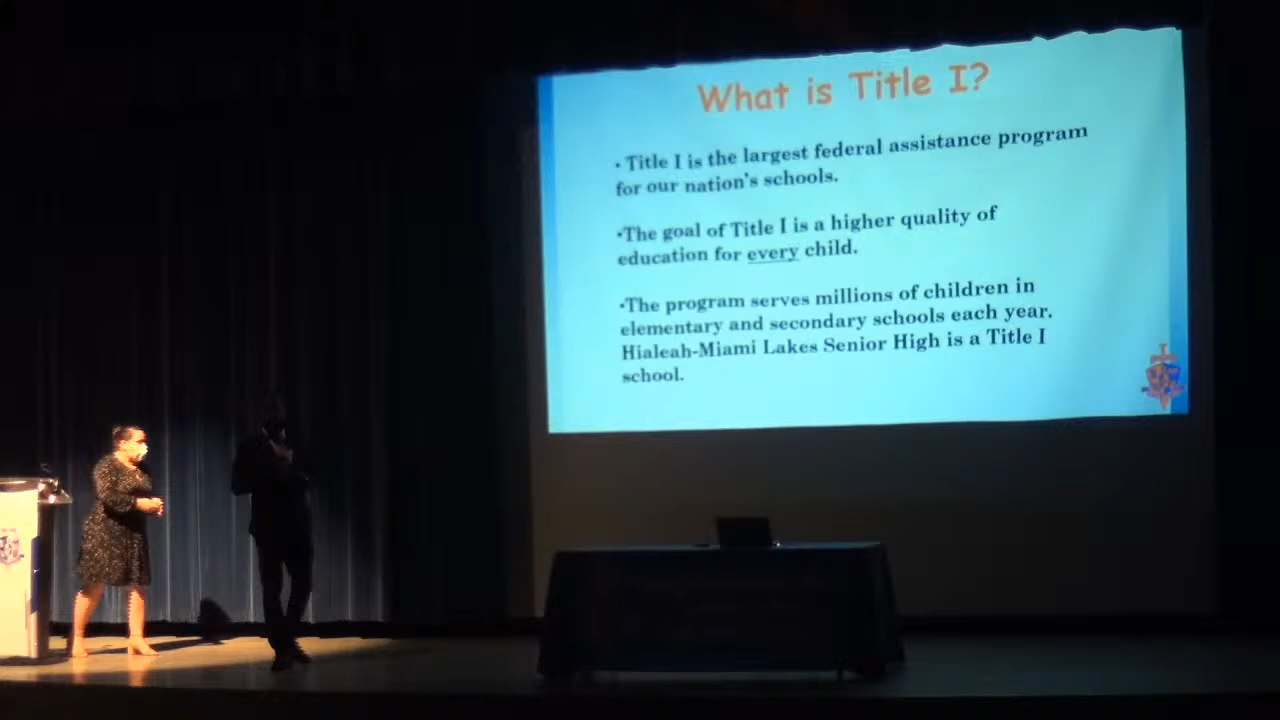 What is Title I?
• Title I is the largest federal assistance program
for our nation's schools.
•The goal of Title I is a higher quality of
education for every child.
•The program serves millions of children in
elementary and secondary schools each year.
Hialeah-Miami Lakes Senior High is a Title I
school.